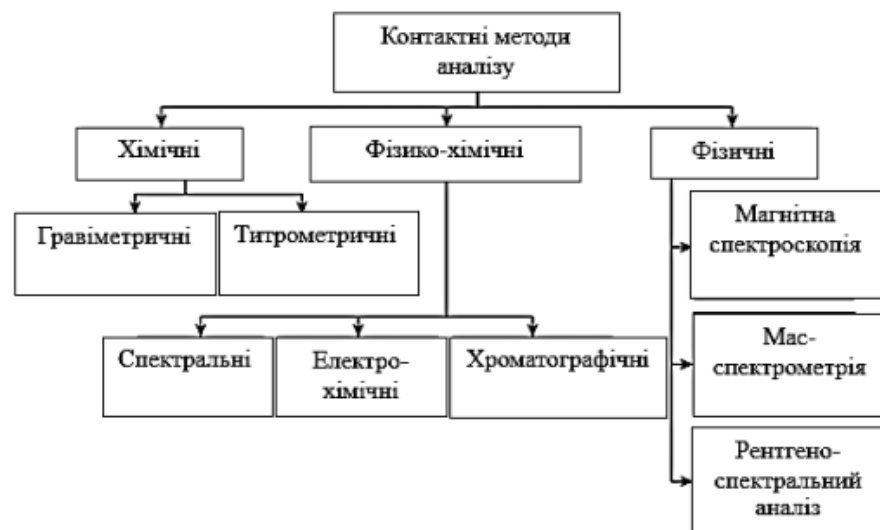 Контактні методи
аналізу
Хімічні
Фізико-хімічні
Фізичні
Гравіметричні
Титрометричні
Магнітна
спектроскопія
Спектральні
Електро-
хімічні
Хроматографічні
Мас-
спектрометрія
Рентгено-
спектральний
аналіз